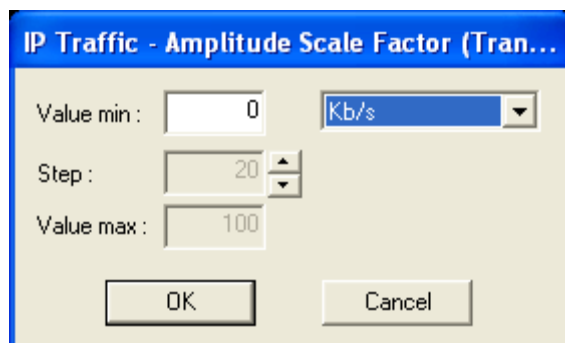 IP Traffic - Amplitude Scale Factor (Tran...
Value min : 0 Kb/s
Step : 20
Value max : 100
OK Cancel